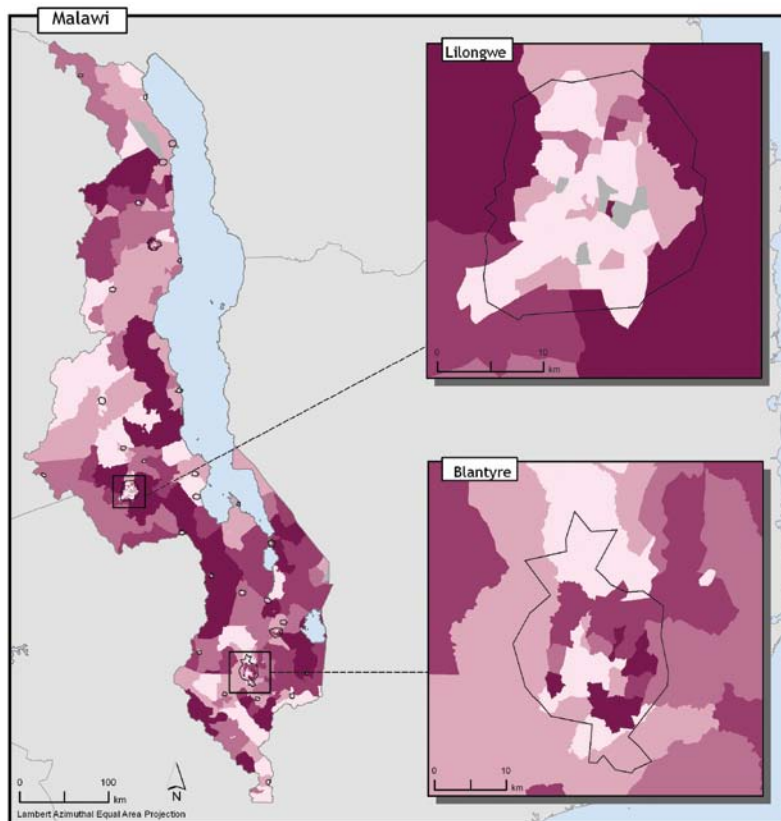 Malawi
Lilongwe
0 10
km
Blantyre
0 10
km
0 100
km
N
Lambert Azimuthal Equal Area Projection